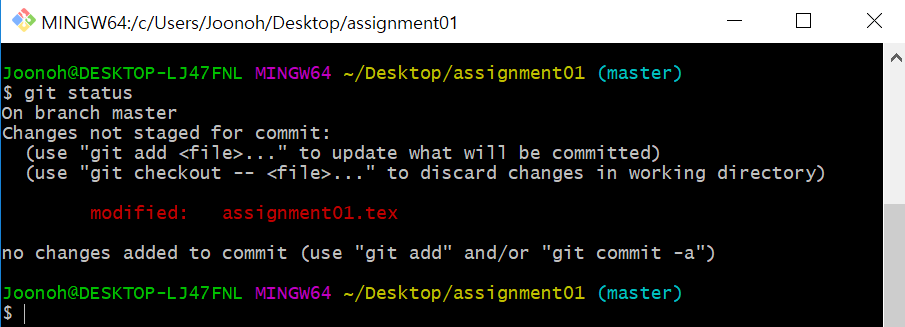 MINGW64:/c/Users/Joonoh/Desktop/assignment01
Joonoh@DESKTOP-LJ47FNL MINGW64 ~/Desktop/assignment01 (master)
$ git status
On branch master
Changes not staged for commit:
  (use "git add <file>..." to update what will be committed)
  (use "git checkout -- <file>..." to discard changes in working directory)
        modified:   assignment01.tex
no changes added to commit (use "git add" and/or "git commit -a")
Joonoh@DESKTOP-LJ47FNL MINGW64 ~/Desktop/assignment01 (master)
$